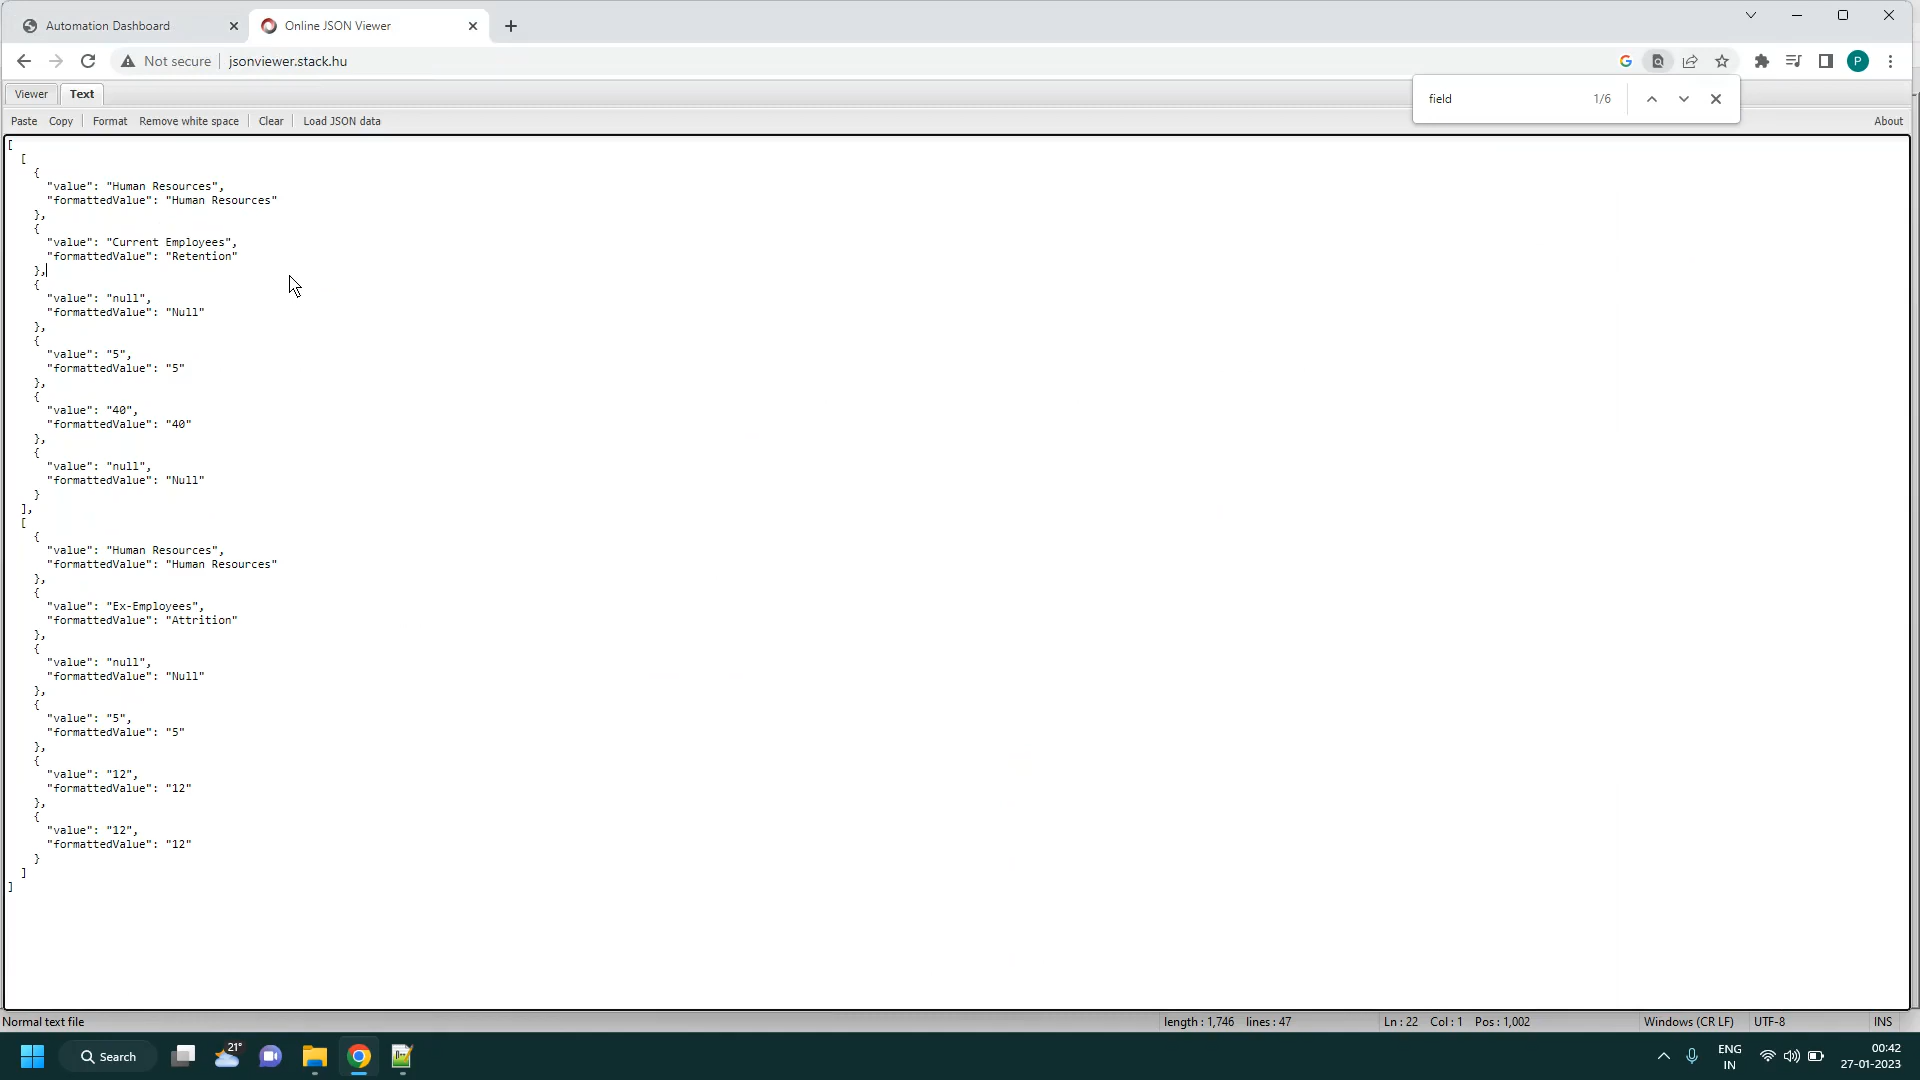 Automation Dashboard
Online JSON Viewer
Not secure
jsonviewer.stack.hu
P
Viewer
Text
field
1/6
Paste
Copy
Format
Remove white space
Clear
Load JSON data
About
[
[
{
"value": "Human Resources",
"formattedValue": "Human Resources"
},
{
"value": "Current Employees",
"formattedValue": "Retention"
},
{
"value": "null",
"formattedValue": "Null"
},
{
"value": "5",
"formattedValue": "5"
},
{
"value": "40",
"formattedValue": "40"
},
{
"value": "null",
"formattedValue": "Null"
}
],
[
{
"value": "Human Resources",
"formattedValue": "Human Resources"
},
{
"value": "Ex-Employees",
"formattedValue": "Attrition"
},
{
"value": "null",
"formattedValue": "Null"
},
{
"value": "5",
"formattedValue": "5"
},
{
"value": "12",
"formattedValue": "12"
},
{
"value": "12",
"formattedValue": "12"
}
]
]
Normal text file
length : 1,746 lines : 47
Ln : 22 Col : 1 Pos : 1,002
Windows (CR LF)
UTF-8
INS
Search
21°
ENG
IN
00:42
27-01-2023